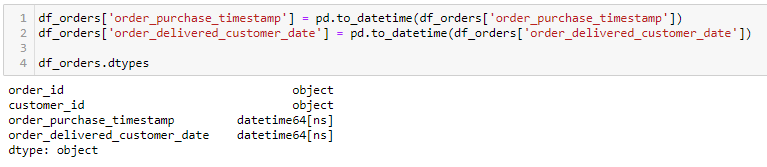 1 df_orders['order_purchase_timestamp'] = pd.to_datetime(df_orders['order_purchase_timestamp'])
2 df_orders['order_delivered_customer_date'] = pd.to_datetime(df_orders['order_delivered_customer_date'])
3
4 df_orders.dtypes
order_id object
customer_id object
order_purchase_timestamp datetime64[ns]
order_delivered_customer_date datetime64[ns]
dtype: object